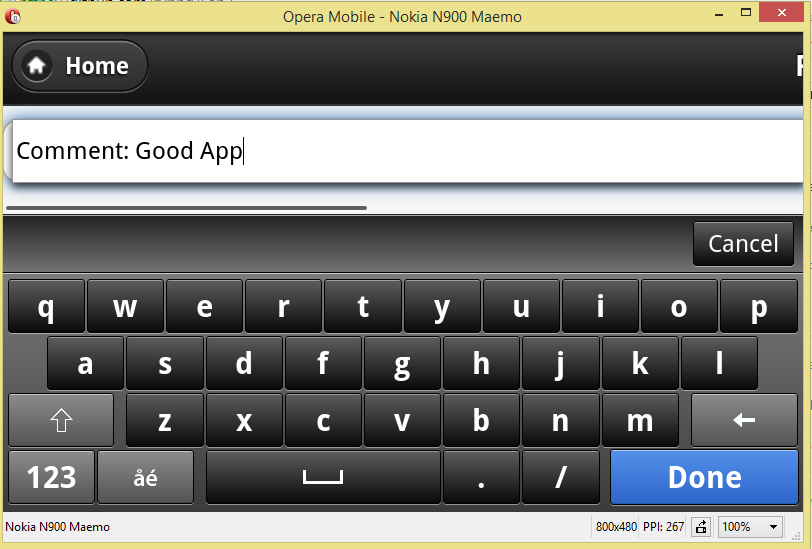 Opera Mobile - Nokia N900 Maemo
Home
Comment: Good App
Cancel
q w e r t y u i o p
a s d f g h j k l
z x c v b n m
123 åé . / Done
Nokia N900 Maemo 800x480 PPI: 267 100%